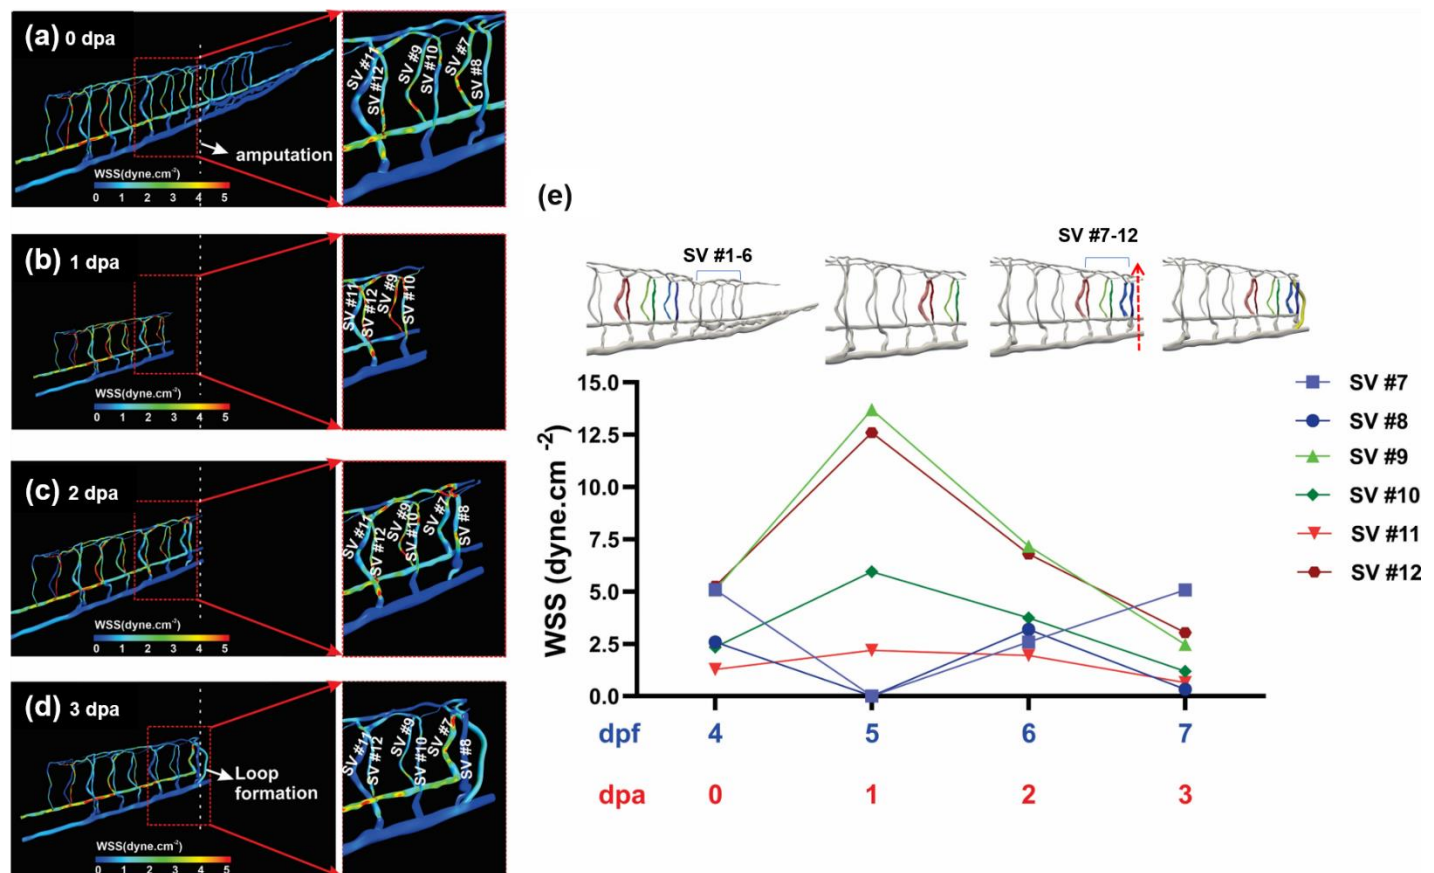 (a) 0 dpa
amputation
WSS(dyne.cm-2)
0 1 2 3 4 5
SV #11
SV #12
SV #9
SV #10
SV #7
SV #8
(b) 1 dpa
WSS(dyne.cm-2)
0 1 2 3 4 5
SV #11
SV #12
SV #9
SV #10
(c) 2 dpa
WSS(dyne.cm-2)
0 1 2 3 4 5
SV #11
SV #12
SV #9
SV #10
SV #7
SV #8
(d) 3 dpa
Loop
formation
WSS(dyne.cm-2)
0 1 2 3 4 5
SV #11
SV #12
SV #9
SV #10
SV #7
SV #8
(e)
SV #1-6
SV #7-12
WSS (dyne.cm -2)
15.0
12.5
10.0
7.5
5.0
2.5
0.0
dpf 4 5 6 7
dpa 0 1 2 3
SV #7
SV #8
SV #9
SV #10
SV #11
SV #12